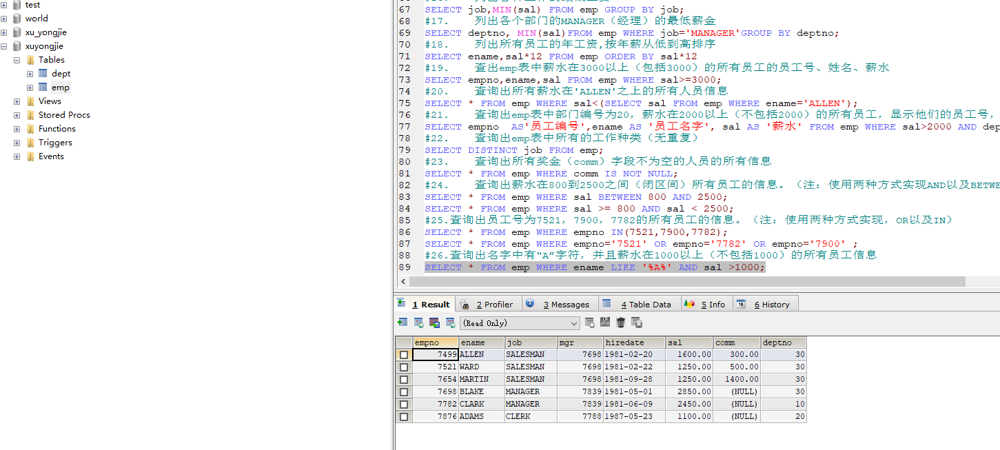 test
world
xu_yongjie
xuyongjie
Tables
dept
emp
Views
Stored Procs
Functions
Triggers
Events
67 SELECT job,MIN(sal) FROM emp GROUP BY job;
68 #17. 列出各个部门的MANAGER（经理）的最低薪金
69 SELECT deptno, MIN(sal)FROM emp WHERE job='MANAGER'GROUP BY deptno;
70 #18. 列出所有员工的年工资,按年薪从低到高排序
71 SELECT ename,sal*12 FROM emp ORDER BY sal*12
72 #19. 查出emp表中薪水在3000以上（包括3000）的所有员工的员工号、姓名、薪水
73 SELECT empno,ename,sal FROM emp WHERE sal>=3000;
74 #20. 查询出所有薪水在'ALLEN'之上的所有人员信息
75 SELECT * FROM emp WHERE sal<(SELECT sal FROM emp WHERE ename='ALLEN');
76 #21. 查询出emp表中部门编号为20，薪水在2000以上（不包括2000）的所有员工，显示他们的员工号，
77 SELECT empno AS'员工编号',ename AS '员工名字', sal AS '薪水' FROM emp WHERE sal>2000 AND dep
78 #22. 查询出emp表中所有的工作种类（无重复）
79 SELECT DISTINCT job FROM emp;
80 #23. 查询出所有奖金（comm）字段不为空的人员的所有信息
81 SELECT * FROM emp WHERE comm IS NOT NULL;
82 #24. 查询出薪水在800到2500之间（闭区间）所有员工的信息。（注：使用两种方式实现AND以及BETWE
83 SELECT * FROM emp WHERE sal BETWEEN 800 AND 2500;
84 SELECT * FROM emp WHERE sal >= 800 AND sal < 2500;
85 #25.查询出员工号为7521，7900，7782的所有员工的信息。（注：使用两种方式实现，OR以及IN）
86 SELECT * FROM emp WHERE empno IN(7521,7900,7782);
87 SELECT * FROM emp WHERE empno='7521' OR empno='7782' OR empno='7900' ;
88 #26.查询出名字中有“A”字符，并且薪水在1000以上（不包括1000）的所有员工信息
89 SELECT * FROM emp WHERE ename LIKE '%A%' AND sal >1000;
1 Result 2 Profiler 3 Messages 4 Table Data 5 Info 18 6 History
(Read Only)
empno ename job mgr hiredate sal comm deptno
7499 ALLEN SALESMAN 7698 1981-02-20 1600.00 300.00 30
7521 WARD SALESMAN 7698 1981-02-22 1250.00 500.00 30
7654 MARTIN SALESMAN 7698 1981-09-28 1250.00 1400.00 30
7698 BLAKE MANAGER 7839 1981-05-01 2850.00 (NULL) 30
7782 CLARK MANAGER 7839 1981-06-09 2450.00 (NULL) 10
7876 ADAMS CLERK 7788 1987-05-23 1100.00 (NULL) 20